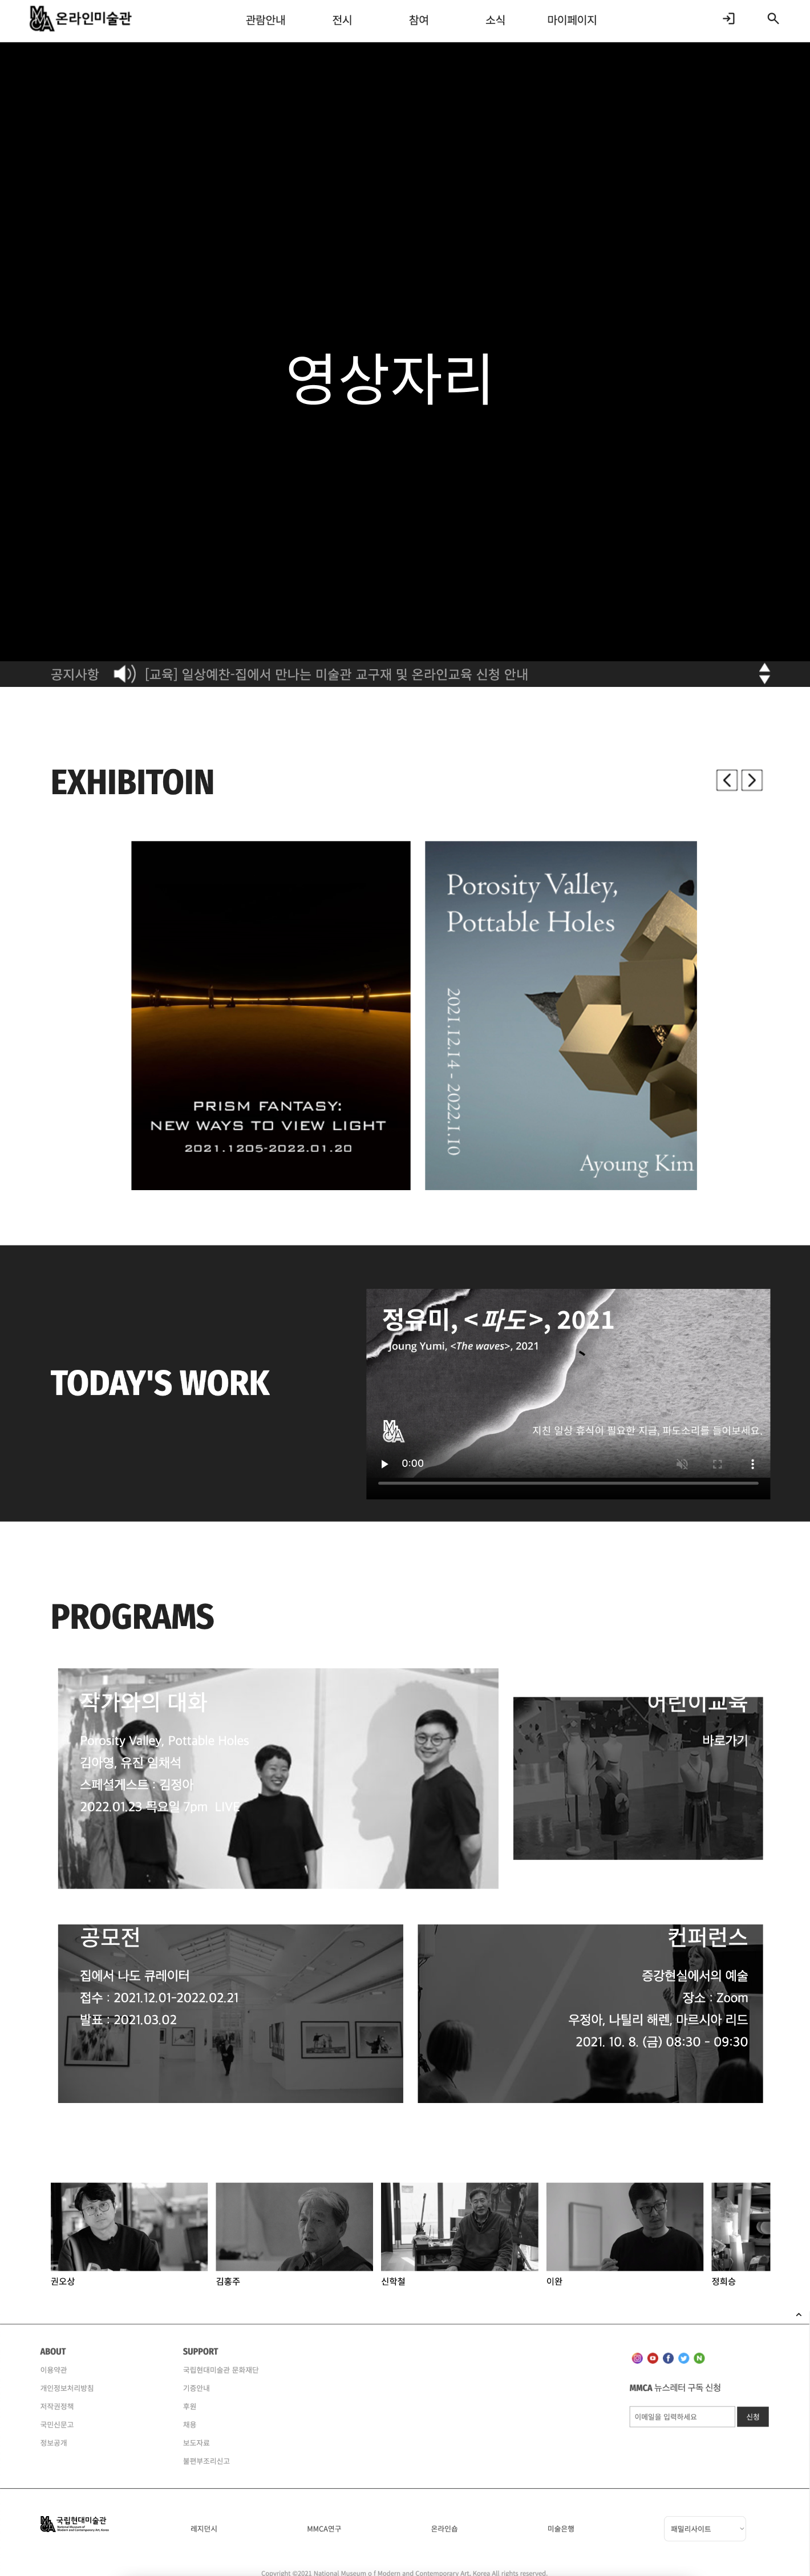 MMCA 온라인미술관
관람안내 전시 참여 소식 마이페이지
영상자리
공지사항 [교육] 일상예찬-집에서 만나는 미술관 교구재 및 온라인교육 신청 안내
EXHIBITOIN
PRISM FANTASY:
NEW WAYS TO VIEW LIGHT
2021.1205-2022.01.20
Porosity Valley,
Pottable Holes
2021.12.14 - 2022.1.10
Ayoung Kim
TODAY'S WORK
정유미, <파도>, 2021
Joung Yumi, <The waves>, 2021
지친 일상 휴식이 필요한 지금, 파도소리를 들어보세요.
0:00
PROGRAMS
작가와의 대화
Porosity Valley, Pottable Holes
김아영, 유진 임채석
스페셜게스트 : 김정아
2022.01.23 목요일 7pm LIVE
어린이교육
바로가기
공모전
집에서 나도 큐레이터
접수 : 2021.12.01-2022.02.21
발표 : 2021.03.02
컨퍼런스
증강현실에서의 예술
장소 : Zoom
우정아, 나틸리 해렌, 마르시아 리드
2021. 10. 8. (금) 08:30 - 09:30
권오상 김홍주 신학철 이완 정희승
ABOUT
이용약관
개인정보처리방침
저작권정책
국민신문고
정보공개
SUPPORT
국립현대미술관 문화재단
기증안내
후원
채용
보도자료
불편부조리신고
MMCA 뉴스레터 구독 신청
이메일을 입력하세요 신청
국립현대미술관
National Museum of
Modern and Contemporary Art, Korea
레지던시 MMCA연구 온라인숍 미술은행 패밀리사이트
Copyright ©2021 National Museum o f Modern and Contemporary Art, Korea All rights reserved.